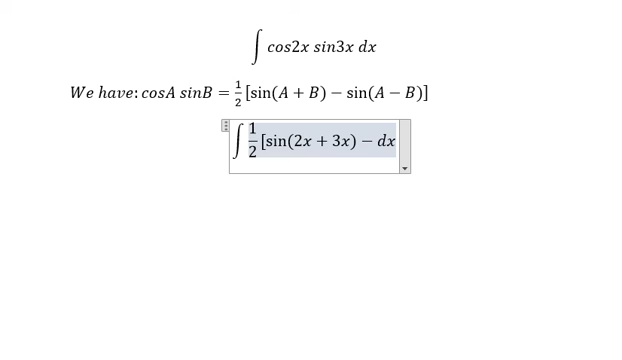 ∫ cos2x sin3x dx
We have: cosA sinB = 1/2 [sin(A + B) − sin(A − B)]
∫ 1/2 [sin(2x + 3x) − dx